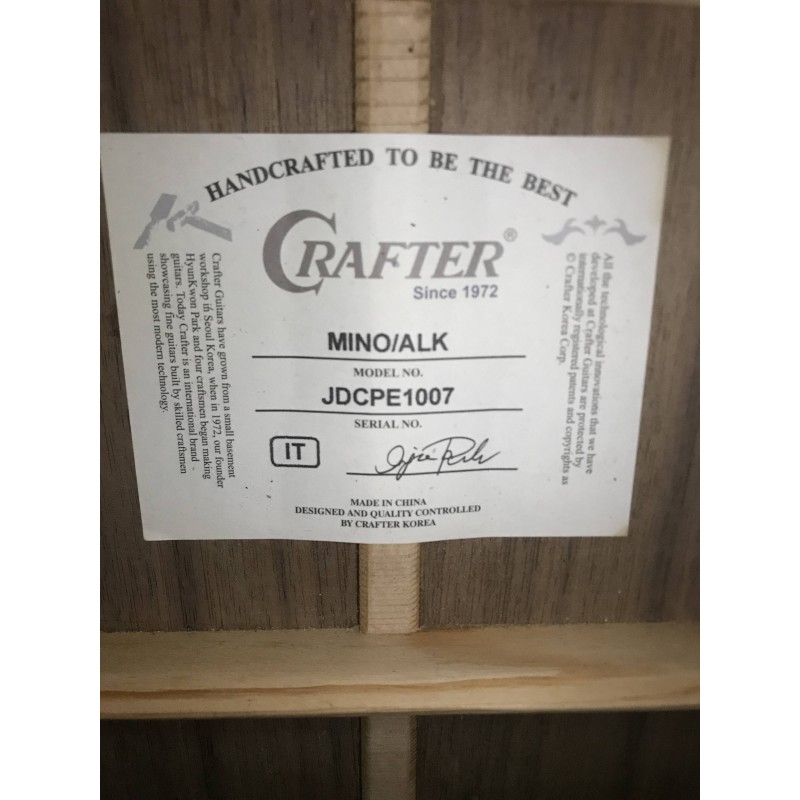 HANDCRAFTED TO BE THE BEST
CRAFTER®
Since 1972
MINO/ALK
MODEL NO.
JDCPE1007
SERIAL NO.
IT
MADE IN CHINA
DESIGNED AND QUALITY CONTROLLED
BY CRAFTER KOREA
Crafter Guitars have grown from a small basement
workshop in Seoul Korea, when in 1972, our founder
HyunKwon Park and four craftsmen began making
guitars. Today Crafter is an international brand
showcasing fine guitars built by skilled craftsmen
using the most modern technology.
All the technological innovations that we have
developed at Crafter Guitars are protected by
internationally registered patents and copyrights as
© Crafter Korea Corp.